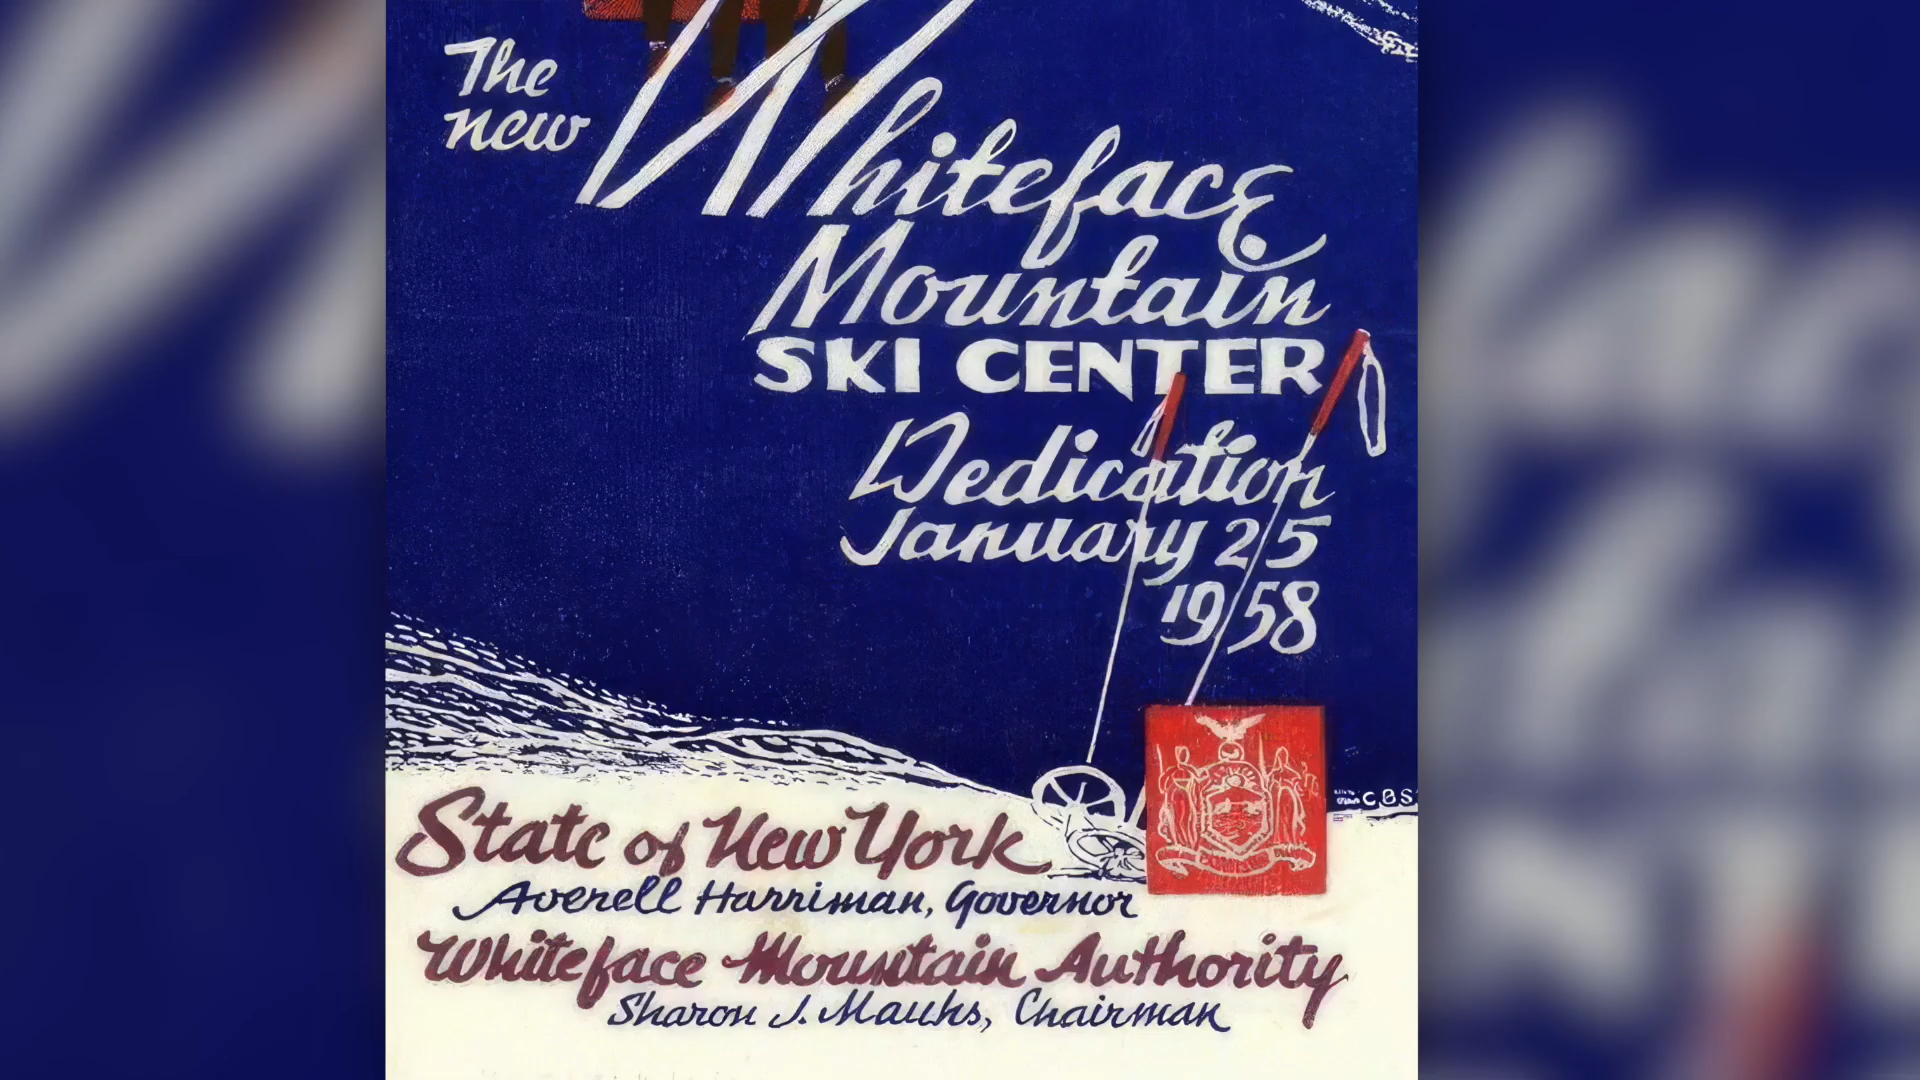 The
new
Whiteface
Mountain
SKI CENTER
Dedication
January 25
1958
CBS
State of New York
Averell Harriman, Governor
Whiteface Mountain Authority
Sharon J. Mauhs, Chairman